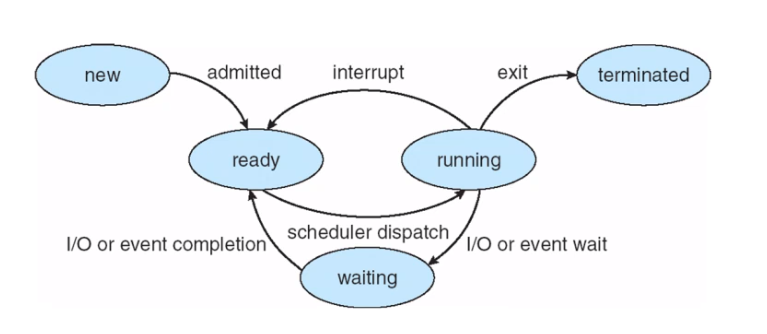 new
admitted
interrupt
exit
terminated
ready
running
I/O or event completion
scheduler dispatch
I/O or event wait
waiting